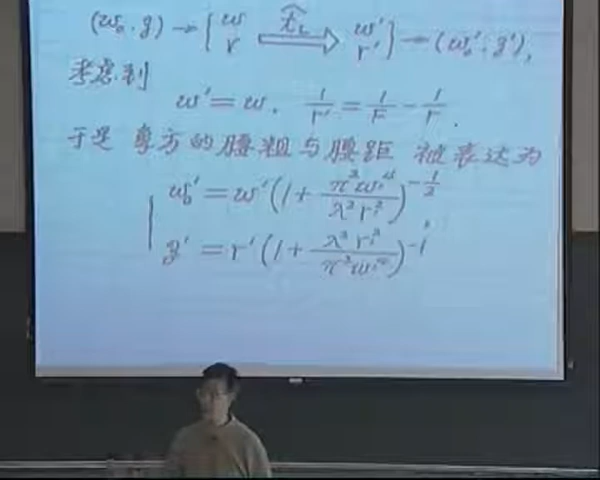 (w₀, z) → { w r ⟹ t̂_L w' r' } → (w₀', z'),
考虑到
w' = w, 1/r' = 1/F - 1/r.
于是 象方的腰粗与腰距 被表达为
w₀' = w'(1 + π²w'⁴/λ²r'²)^(-1/2),
z' = r'(1 + λ²r'²/π²w'⁴)^(-1)